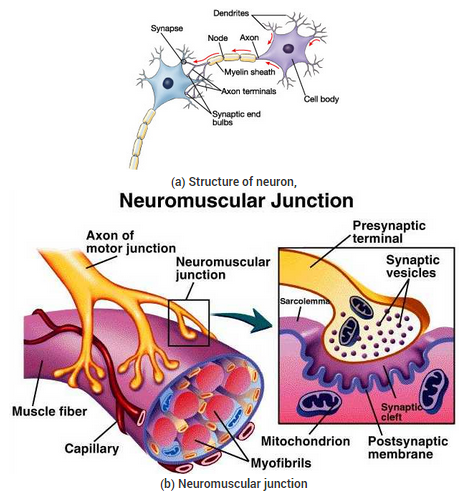 Dendrites
Synapse
Node
Axon
Myelin sheath
Axon terminals
Cell body
Synaptic end
bulbs
(a) Structure of neuron,
Neuromuscular Junction
Axon of
motor junction
Neuromuscular
junction
Presynaptic
terminal
Synaptic
vesicles
Sarcolemma
Muscle fiber
Capillary
Myofibrils
Mitochondrion
Synaptic
cleft
Postsynaptic
membrane
(b) Neuromuscular junction